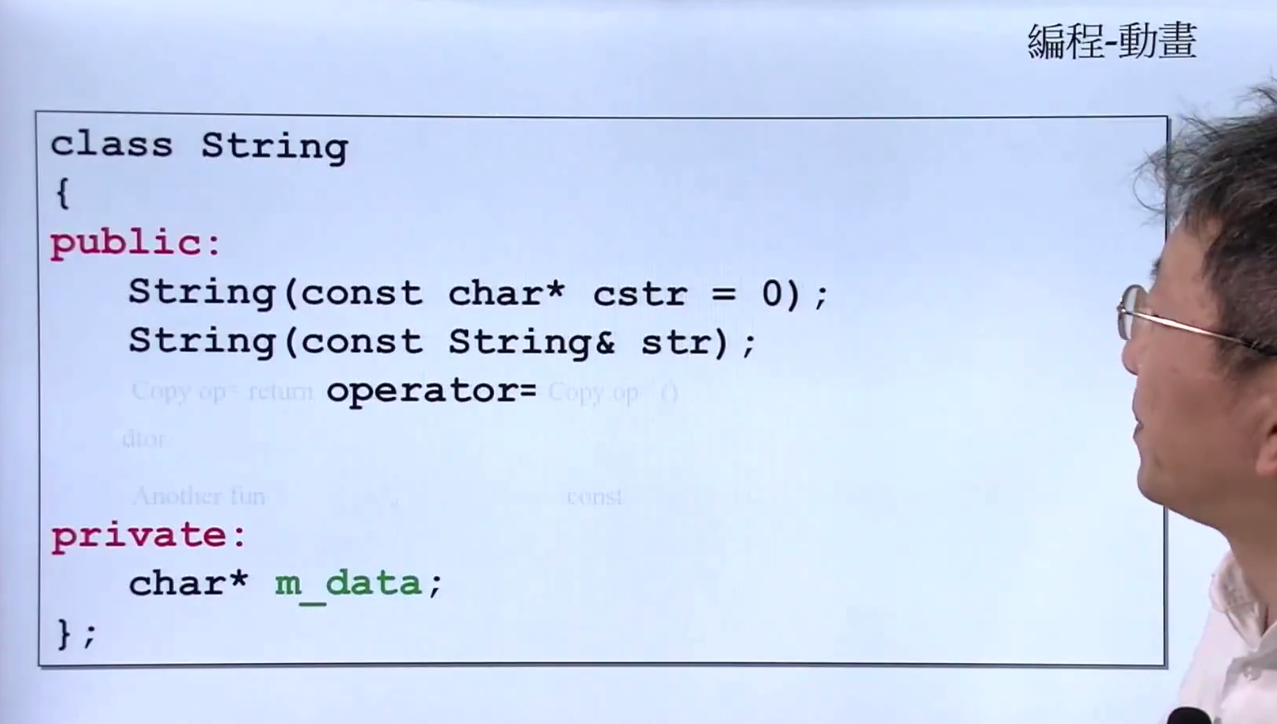 編程-動畫
class String
{
public:
String(const char* cstr = 0);
String(const String& str);
Copy op= return operator= Copy op= ()
dtor
Another fun const
private:
char* m_data;
};